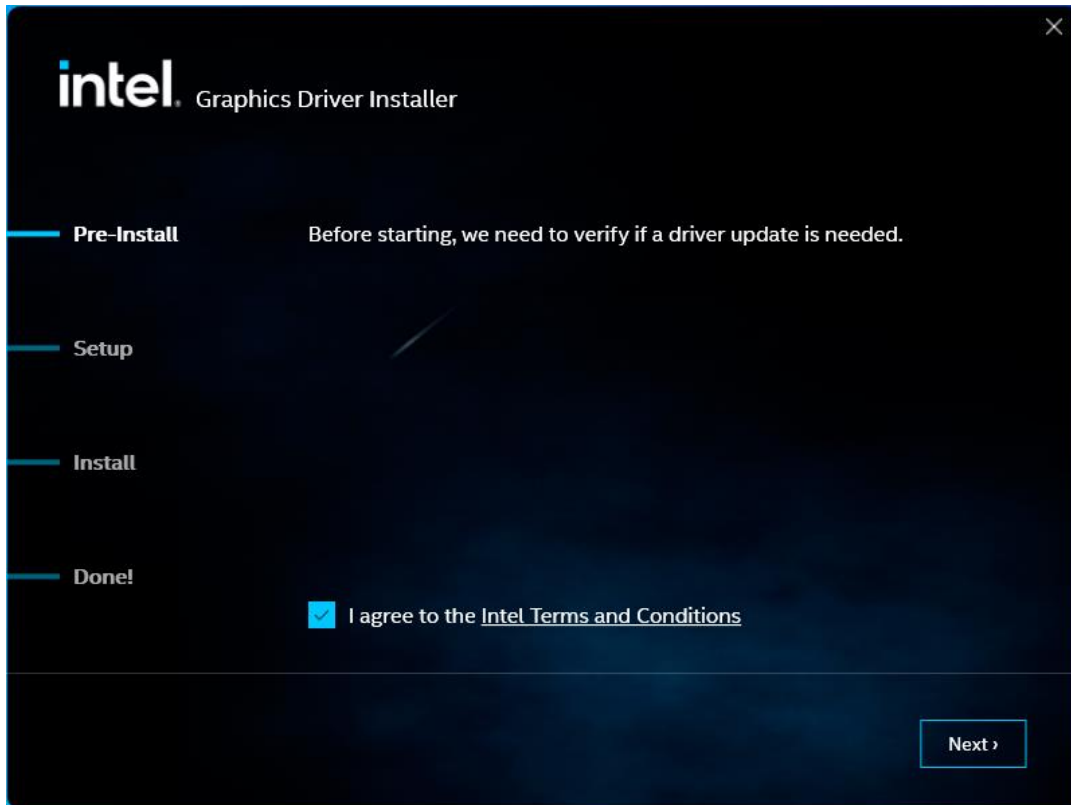 intel. Graphics Driver Installer
Pre-Install
Before starting, we need to verify if a driver update is needed.
Setup
Install
Done!
I agree to the Intel Terms and Conditions
Next ›